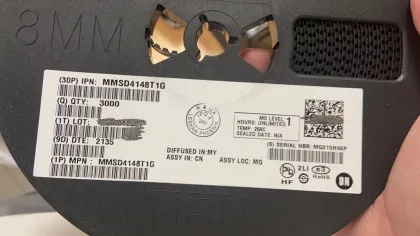 8MM
(30P) IPN: MMSD4148T1G
(Q) QTY: 3000
(1T) LOT:
(9D) DTE: 2135
(1P) MPN: MMSD4148T1G
DIFFUSED IN:MY
ASSY IN: CN
ASSY LOC: MQ
MS LEVEL: 1
HOURS: UNLIMITED
TEMP: 260C
SEALED DATE: N/A
(S) SERIAL NBR: MQ215H96P
Pb
HF
2LI
e3
RoHS
ON